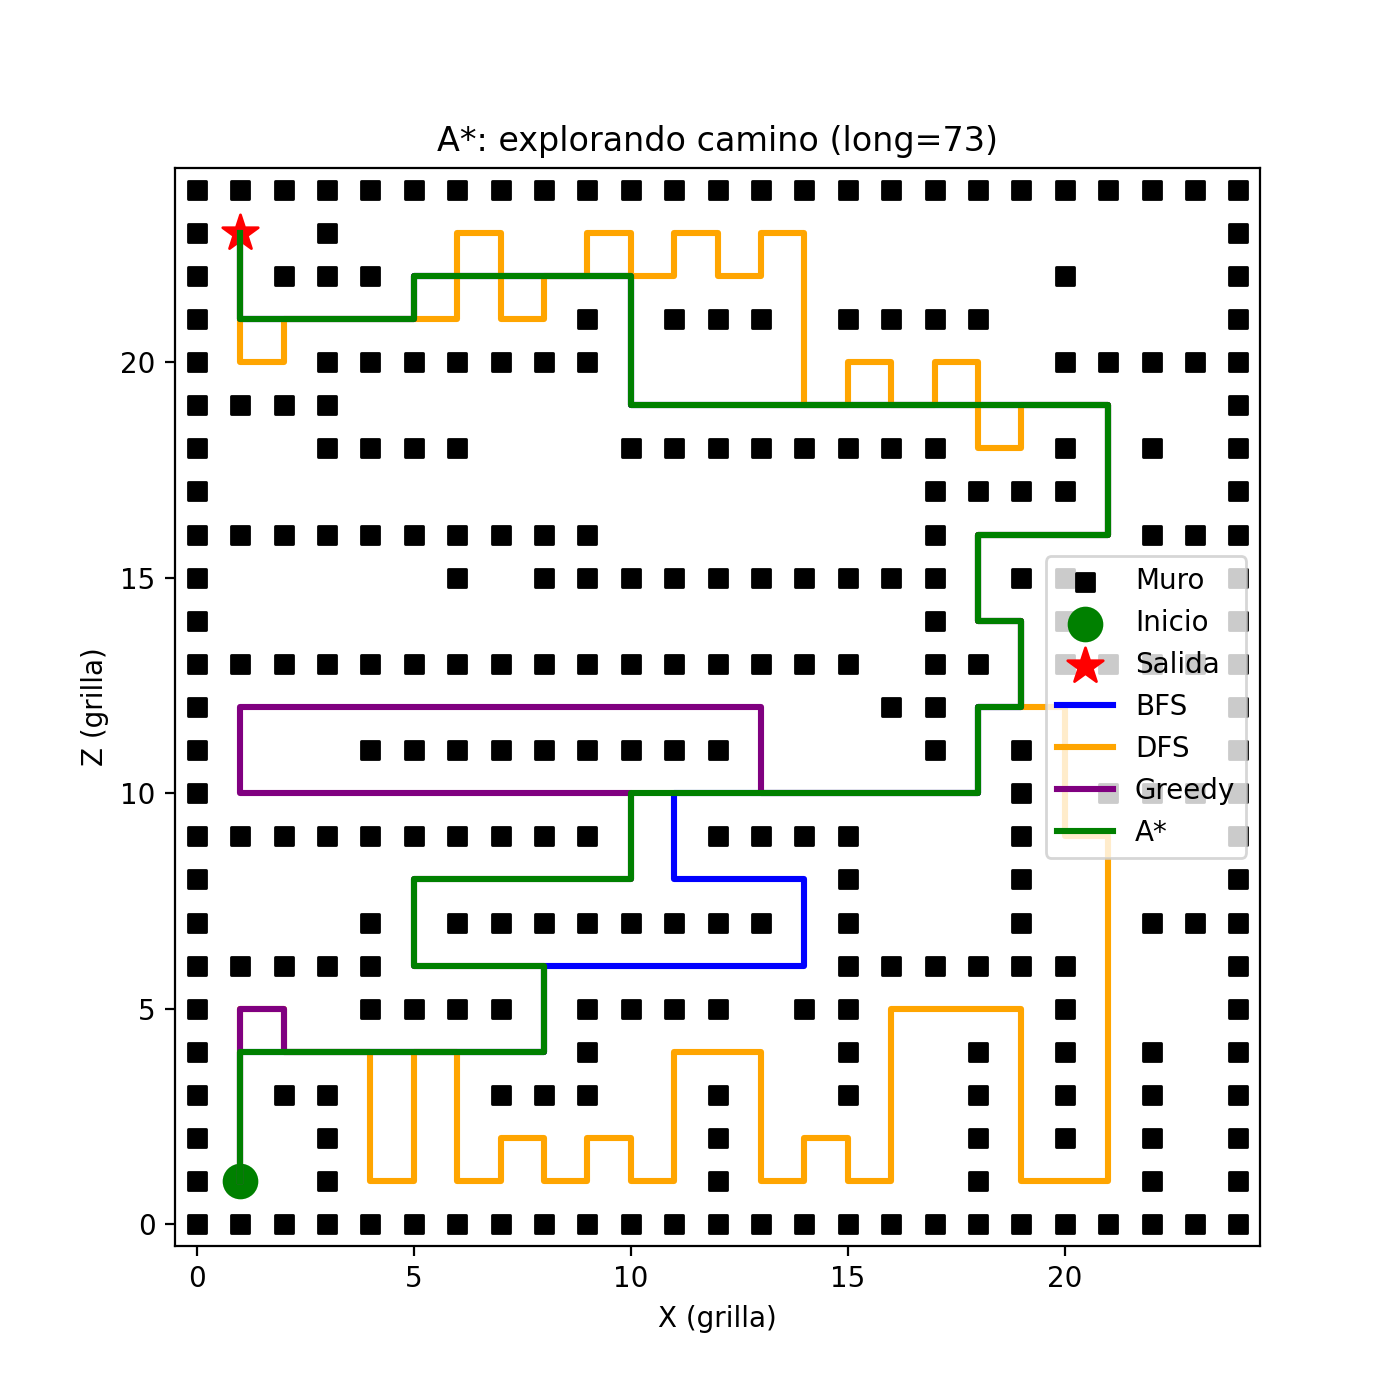 A*: explorando camino (long=73)
Z (grilla)
20
15
10
5
0
Muro
Inicio
Salida
BFS
DFS
Greedy
A*
0 5 10 15 20
X (grilla)